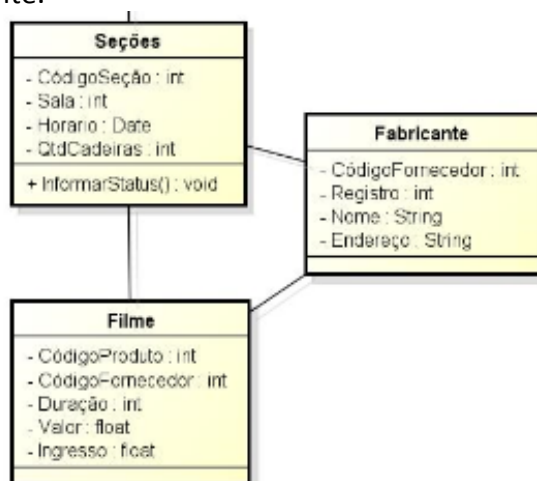 Seções
- CódigoSeção : int
- Sala : int
- Horario : Date
- QtdCadeiras : int
+ InformarStatus() : void
Fabricante
- CódigoFornecedor : int
- Registro : int
- Nome : String
- Endereço : String
Filme
- CódigoProduto : int
- CódigoFornecedor : int
- Duração : int
- Valor : float
- Ingresso : float